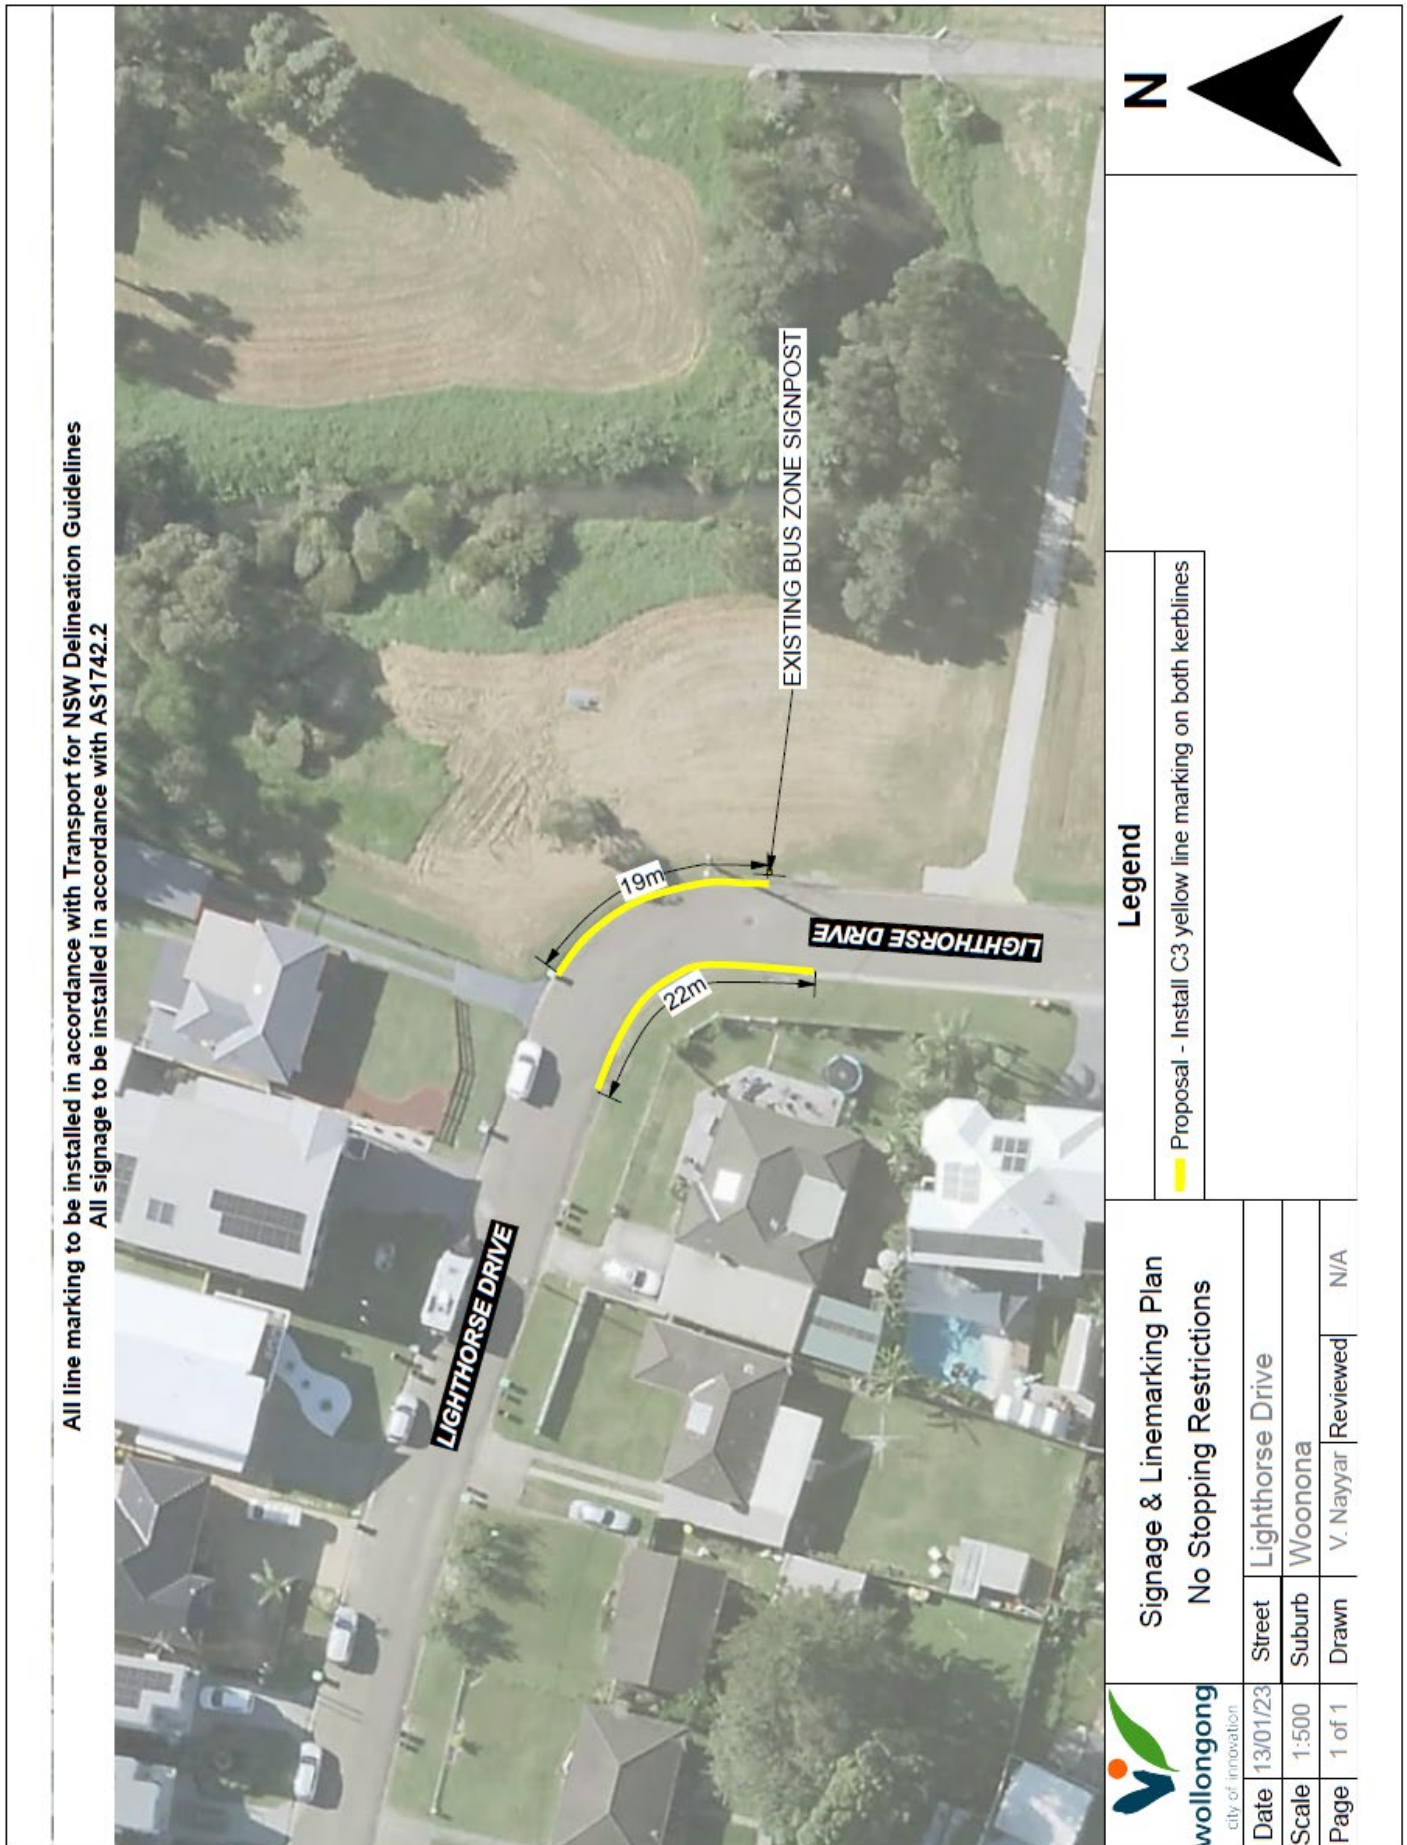 All line marking to be installed in accordance with Transport for NSW Delineation Guidelines
All signage to be installed in accordance with AS1742.2
EXISTING BUS ZONE SIGNPOST
19m
22m
LIGHTHORSE DRIVE
LIGHTHORSE DRIVE
N
Legend
Proposal - Install C3 yellow line marking on both kerblines
wollongong
city of innovation
Signage & Linemarking Plan
No Stopping Restrictions
Date 13/01/23 Street Lighthorse Drive
Scale 1:500 Suburb Woonona
Page 1 of 1 Drawn V. Nayyar Reviewed N/A